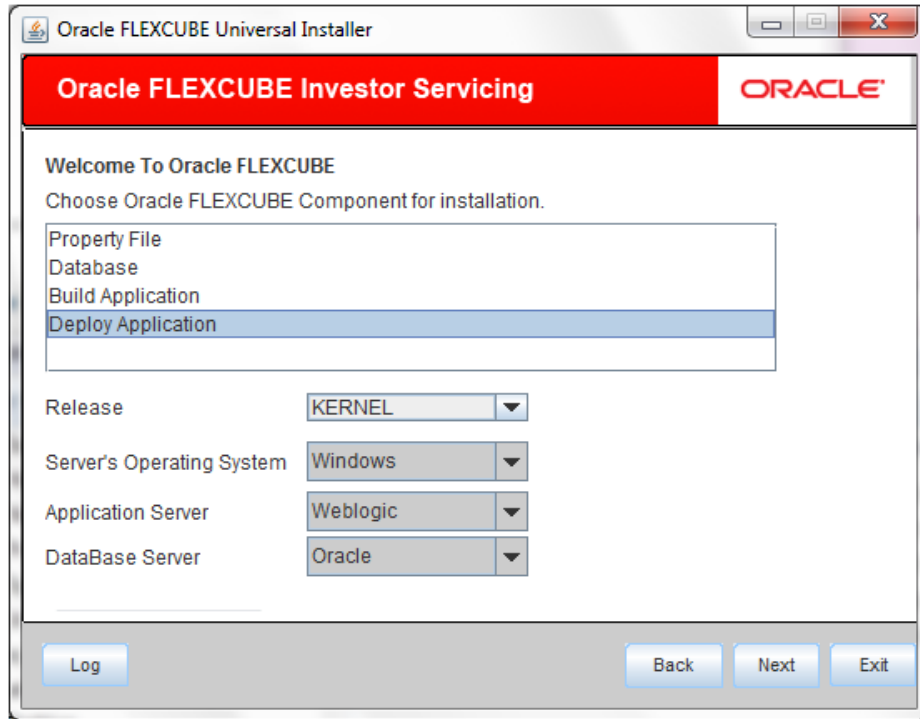 Oracle FLEXCUBE Universal Installer
Oracle FLEXCUBE Investor Servicing
ORACLE
Welcome To Oracle FLEXCUBE
Choose Oracle FLEXCUBE Component for installation.
Property File
Database
Build Application
Deploy Application
Release KERNEL
Server's Operating System Windows
Application Server Weblogic
DataBase Server Oracle
Log Back Next Exit